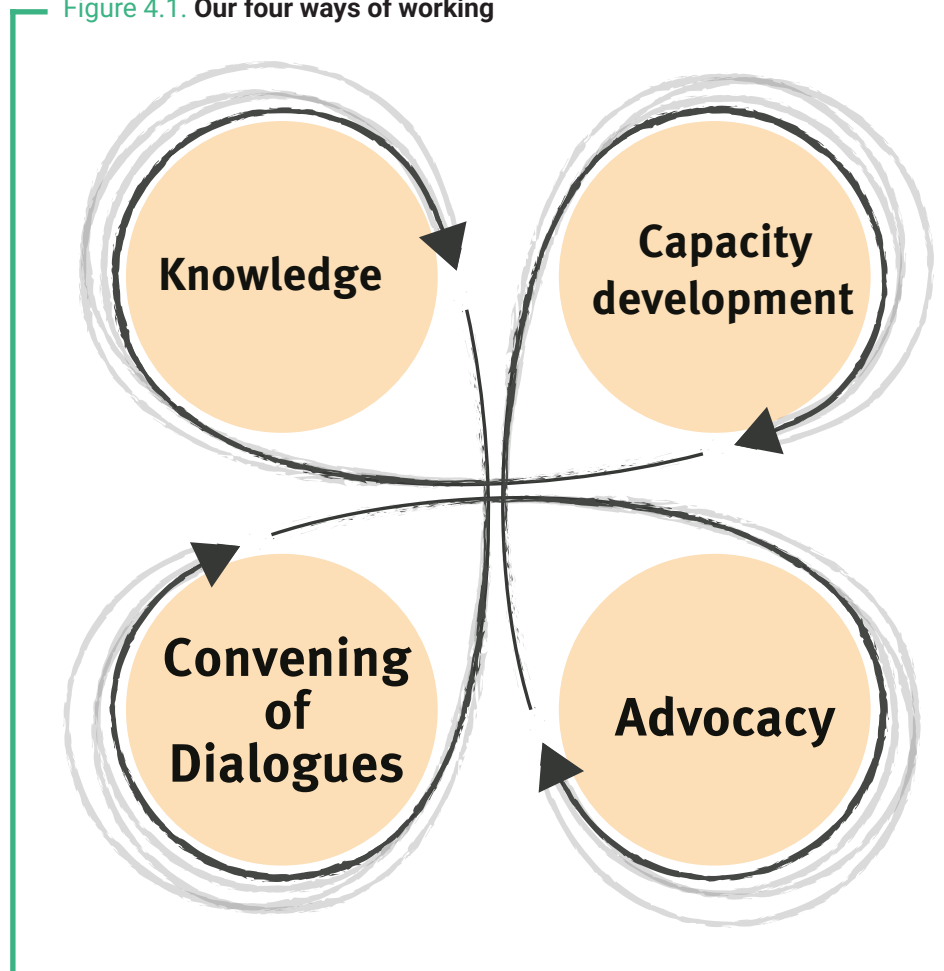 Figure 4.1. Our four ways of working
Knowledge
Capacity
development
Convening
of
Dialogues
Advocacy